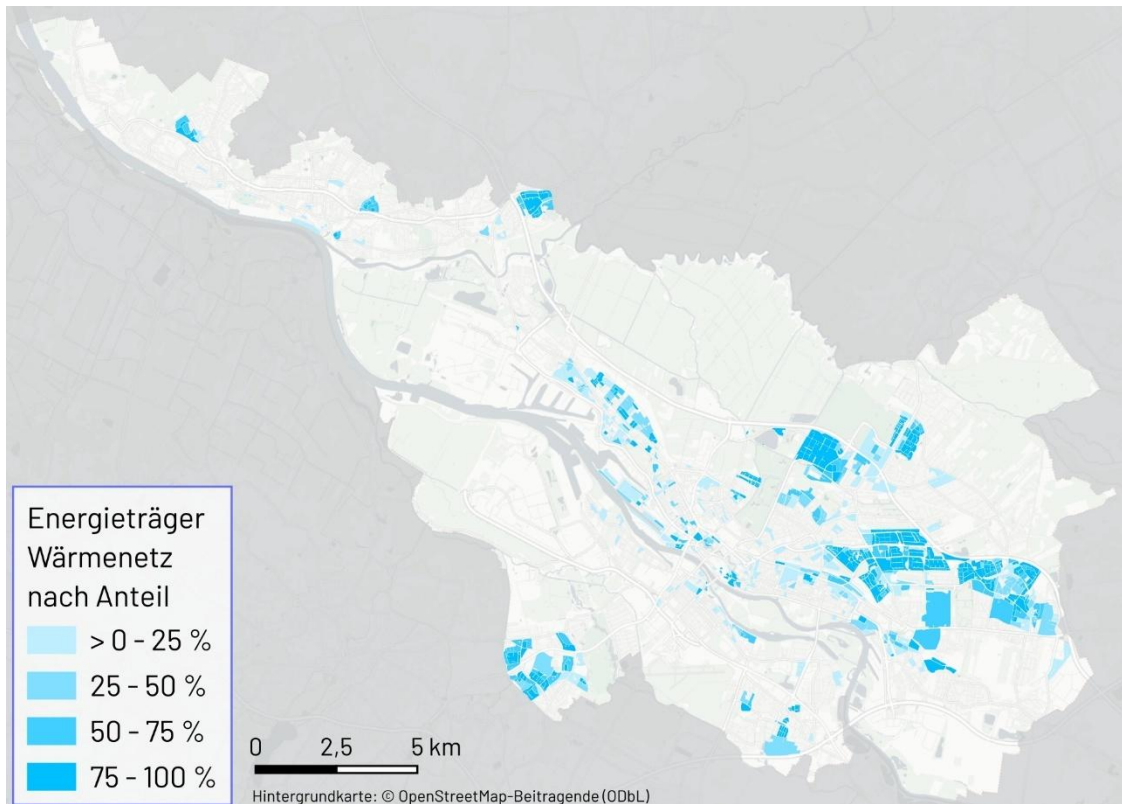 Energieträger
Wärmenetz
nach Anteil
> 0 - 25 %
25 - 50 %
50 - 75 %
75 - 100 %
0 2,5 5 km
Hintergrundkarte: © OpenStreetMap-Beitragende (ODbL)